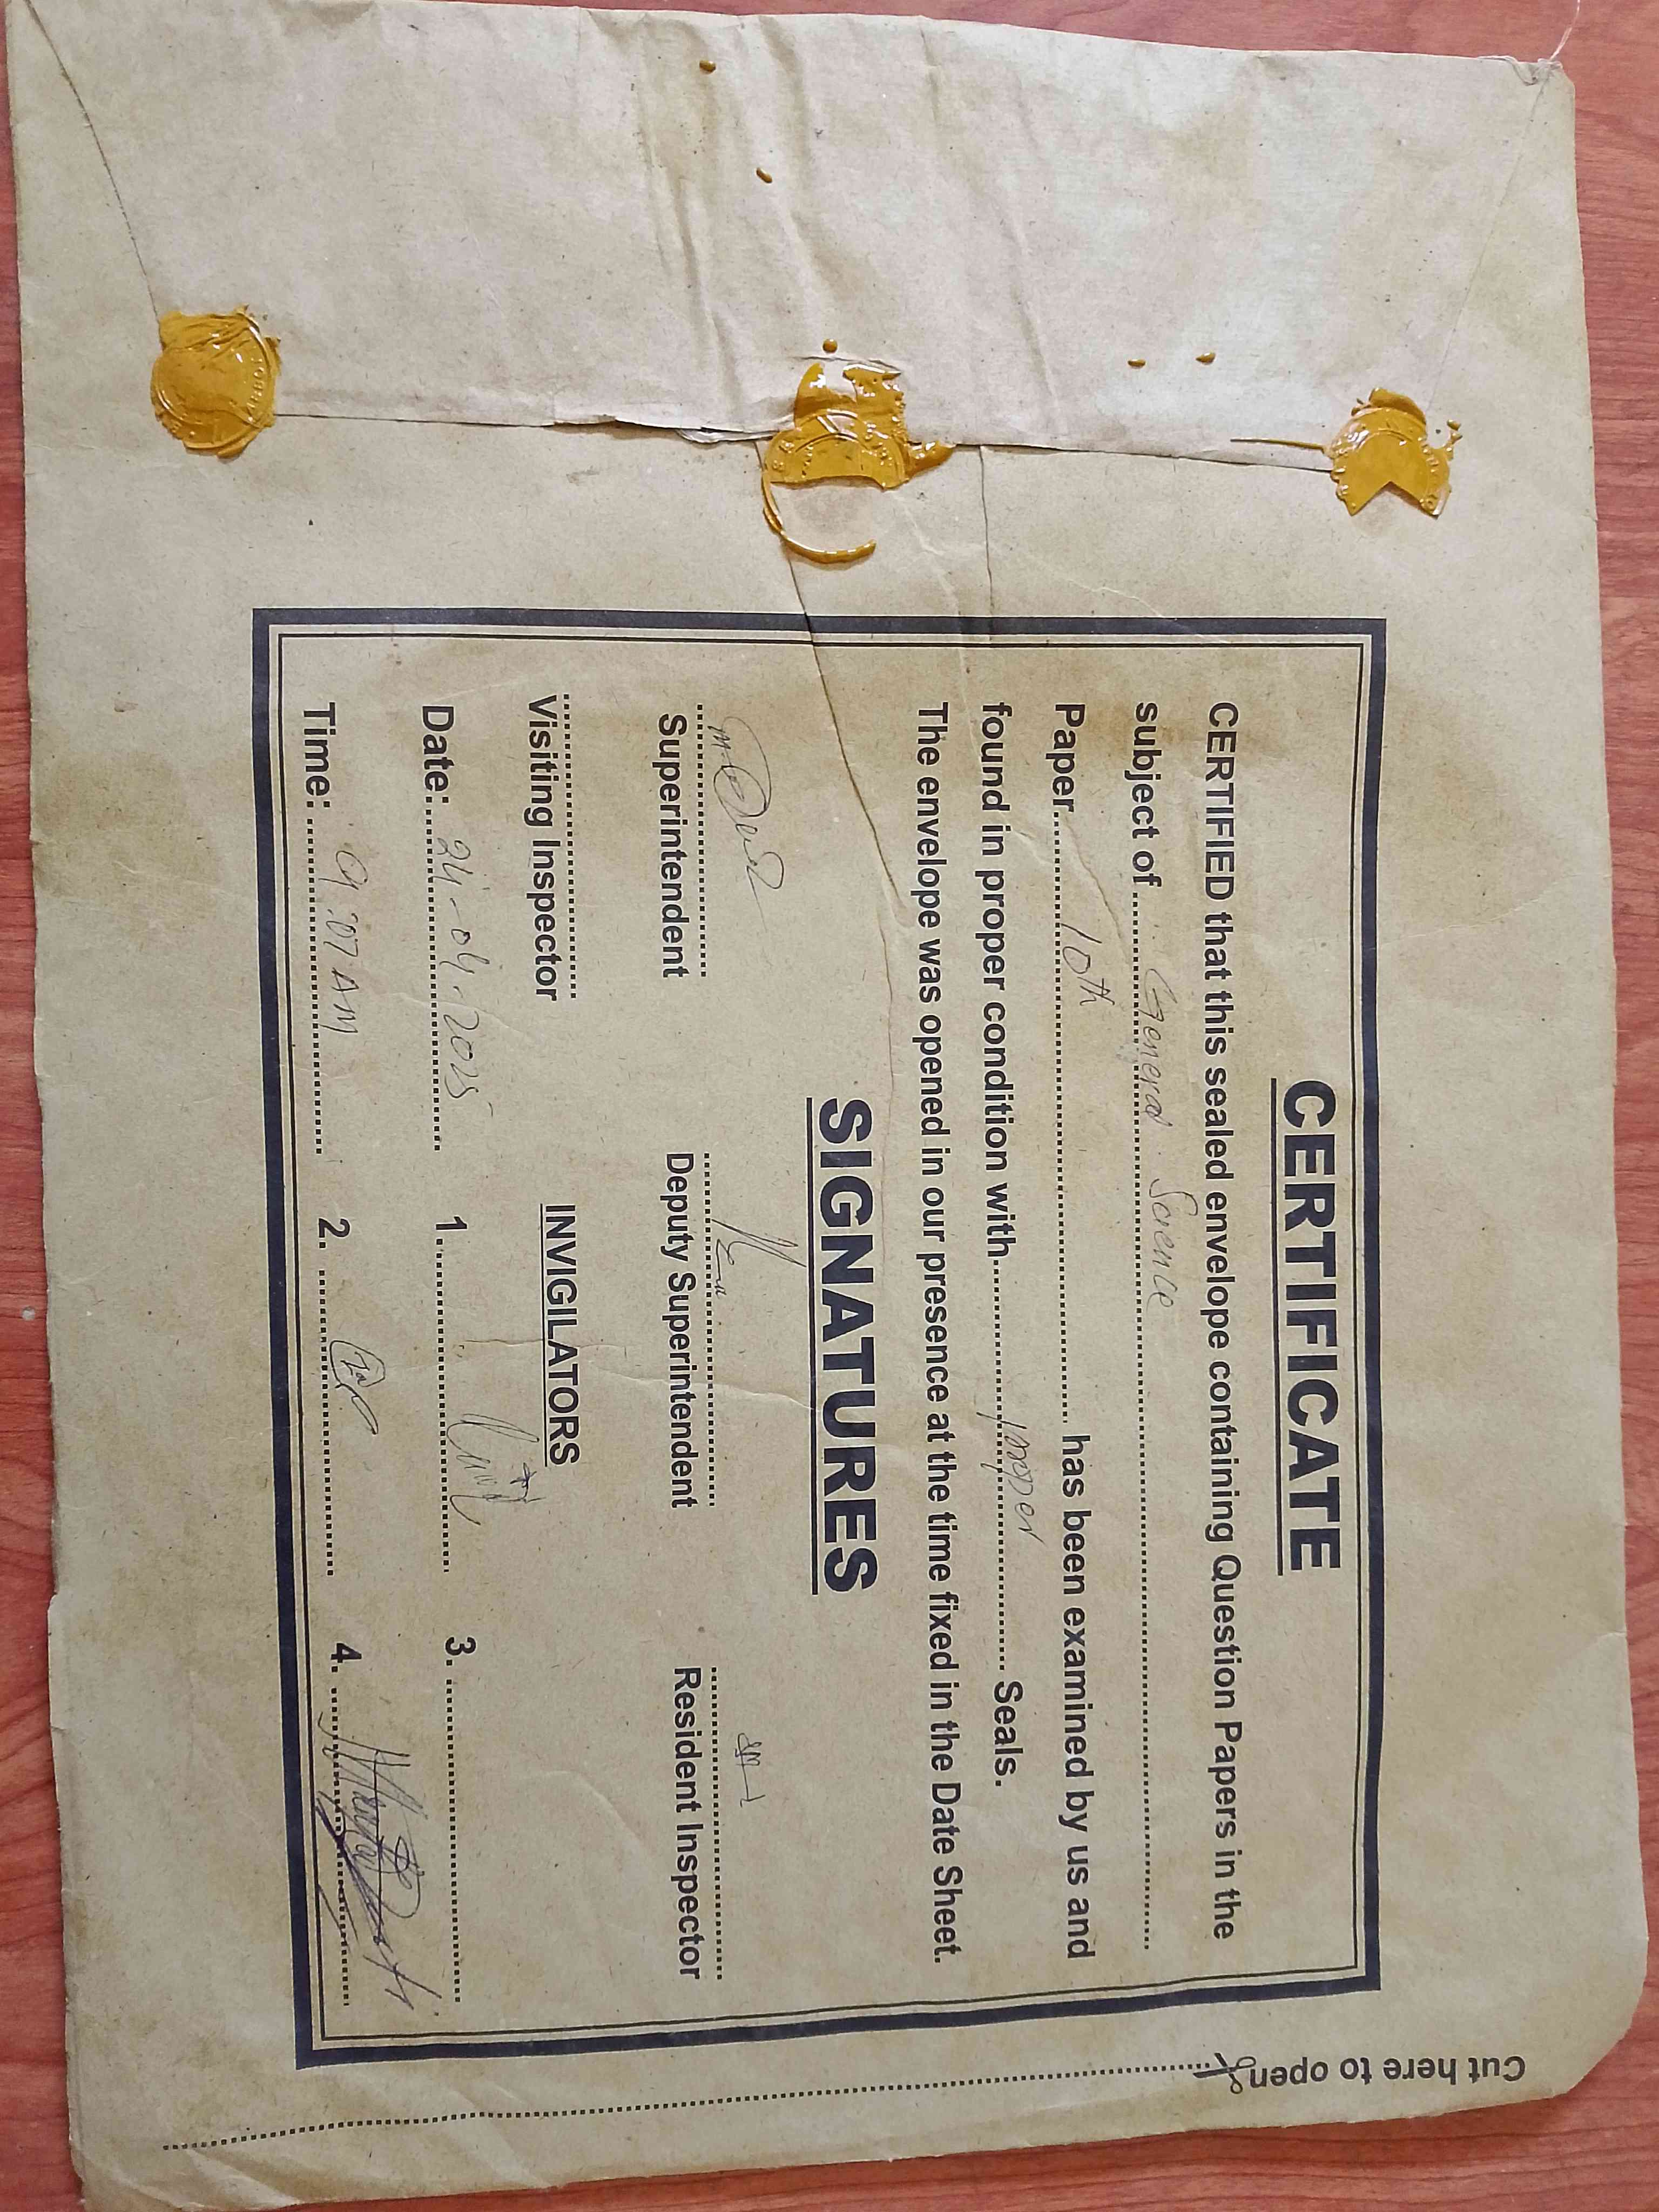 CERTIFICATE
CERTIFIED that this sealed envelope containing Question Papers in the
subject of General Science
Paper 10th has been examined by us and
found in proper condition with proper Seals.
The envelope was opened in our presence at the time fixed in the Date Sheet.
SIGNATURES
Superintendent Deputy Superintendent Resident Inspector
Visiting Inspector INVIGILATORS
Date: 24-04-2025 1. 3.
Time: 9:07 AM 2. 4.
Cut here to open